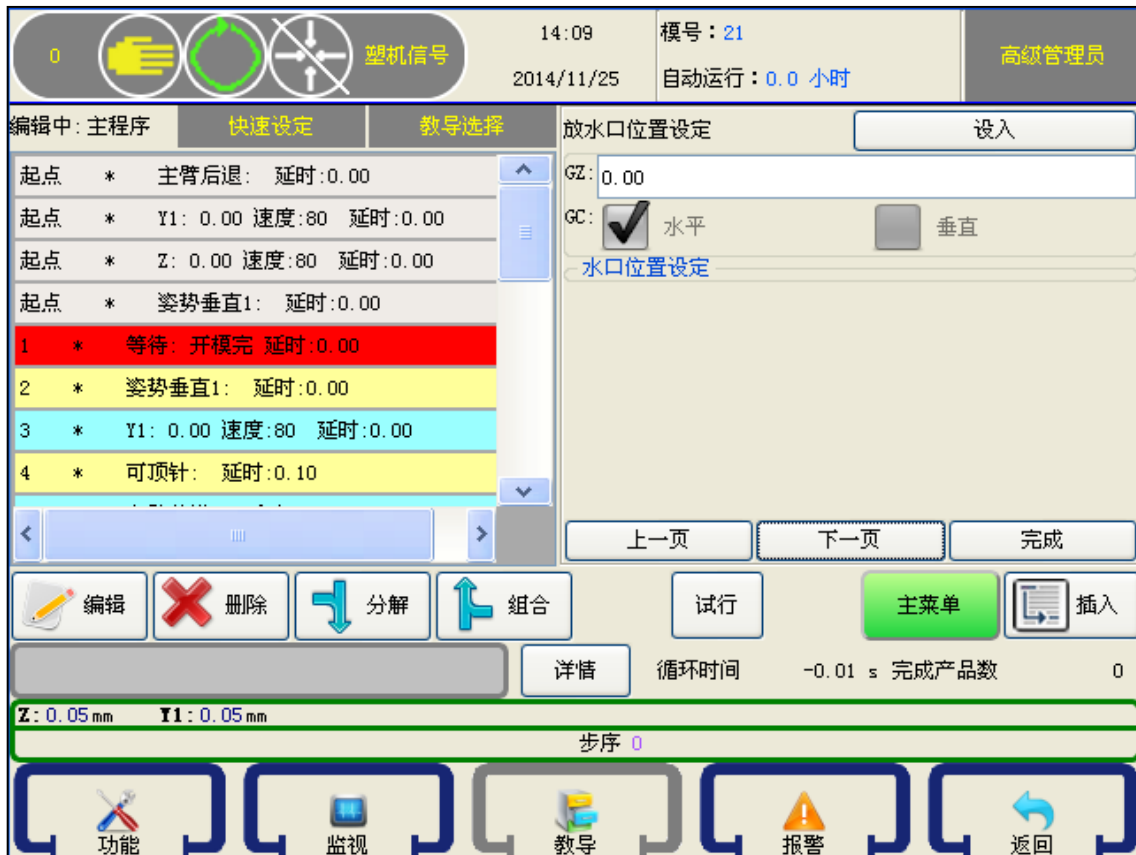 0
塑机信号
14:09
2014/11/25
模号：21
自动运行：0.0 小时
高级管理员
编辑中: 主程序
快速设定
教导选择
起点 * 主臂后退: 延时:0.00
起点 * Y1: 0.00 速度:80 延时:0.00
起点 * Z: 0.00 速度:80 延时:0.00
起点 * 姿势垂直1: 延时:0.00
1 * 等待: 开模完 延时:0.00
2 * 姿势垂直1: 延时:0.00
3 * Y1: 0.00 速度:80 延时:0.00
4 * 可顶针: 延时:0.10
放水口位置设定
设入
GZ: 0.00
GC: 水平 垂直
水口位置设定
上一页
下一页
完成
编辑
删除
分解
组合
试行
主菜单
插入
详情
循环时间 -0.01 s 完成产品数 0
Z:0.05mm Y1:0.05mm
步序 0
功能
监视
教导
报警
返回